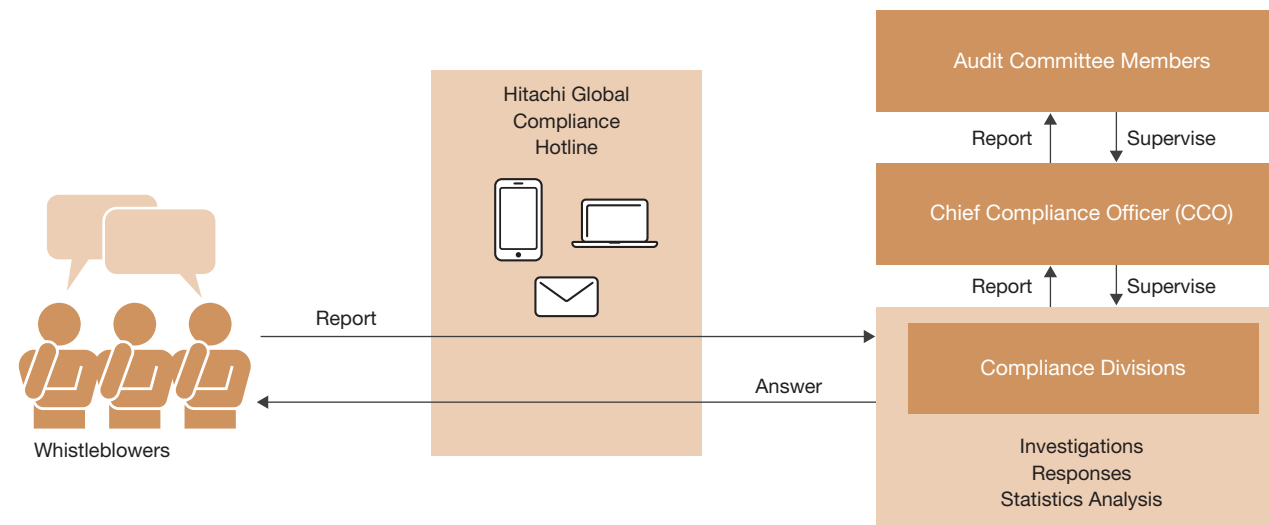 Audit Committee Members
Report
Supervise
Chief Compliance Officer (CCO)
Report
Supervise
Compliance Divisions
Investigations
Responses
Statistics Analysis
Hitachi Global
Compliance
Hotline
Report
Answer
Whistleblowers